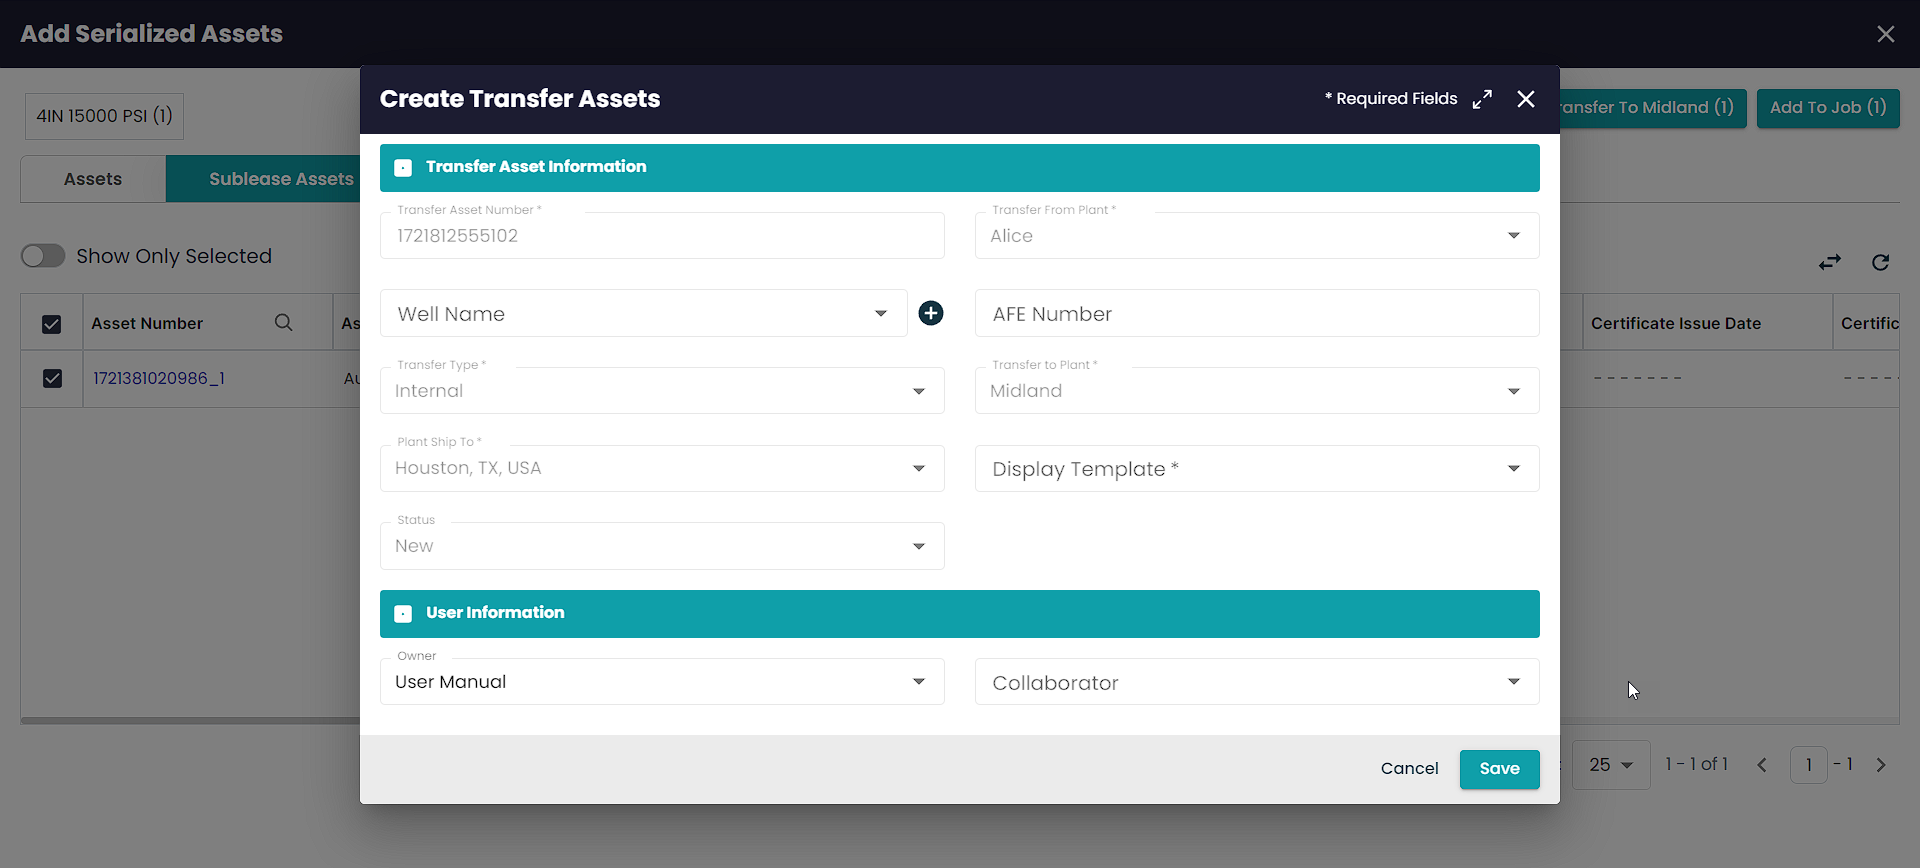 Add Serialized Assets
4IN 15000 PSI (1)
ansfer To Midland (1)
Add To Job (1)
Assets
Sublease Assets
Show Only Selected
Asset Number
As
Certificate Issue Date
Certific
1721381020986_1
Au
- - - - - - -
- - - - -
25
1 - 1 of 1
1
- 1
Create Transfer Assets
* Required Fields
Transfer Asset Information
Transfer Asset Number *
1721812555102
Transfer From Plant *
Alice
Well Name
AFE Number
Transfer Type *
Internal
Transfer to Plant *
Midland
Plant Ship To *
Houston, TX, USA
Display Template *
Status
New
User Information
Owner
User Manual
Collaborator
Cancel
Save